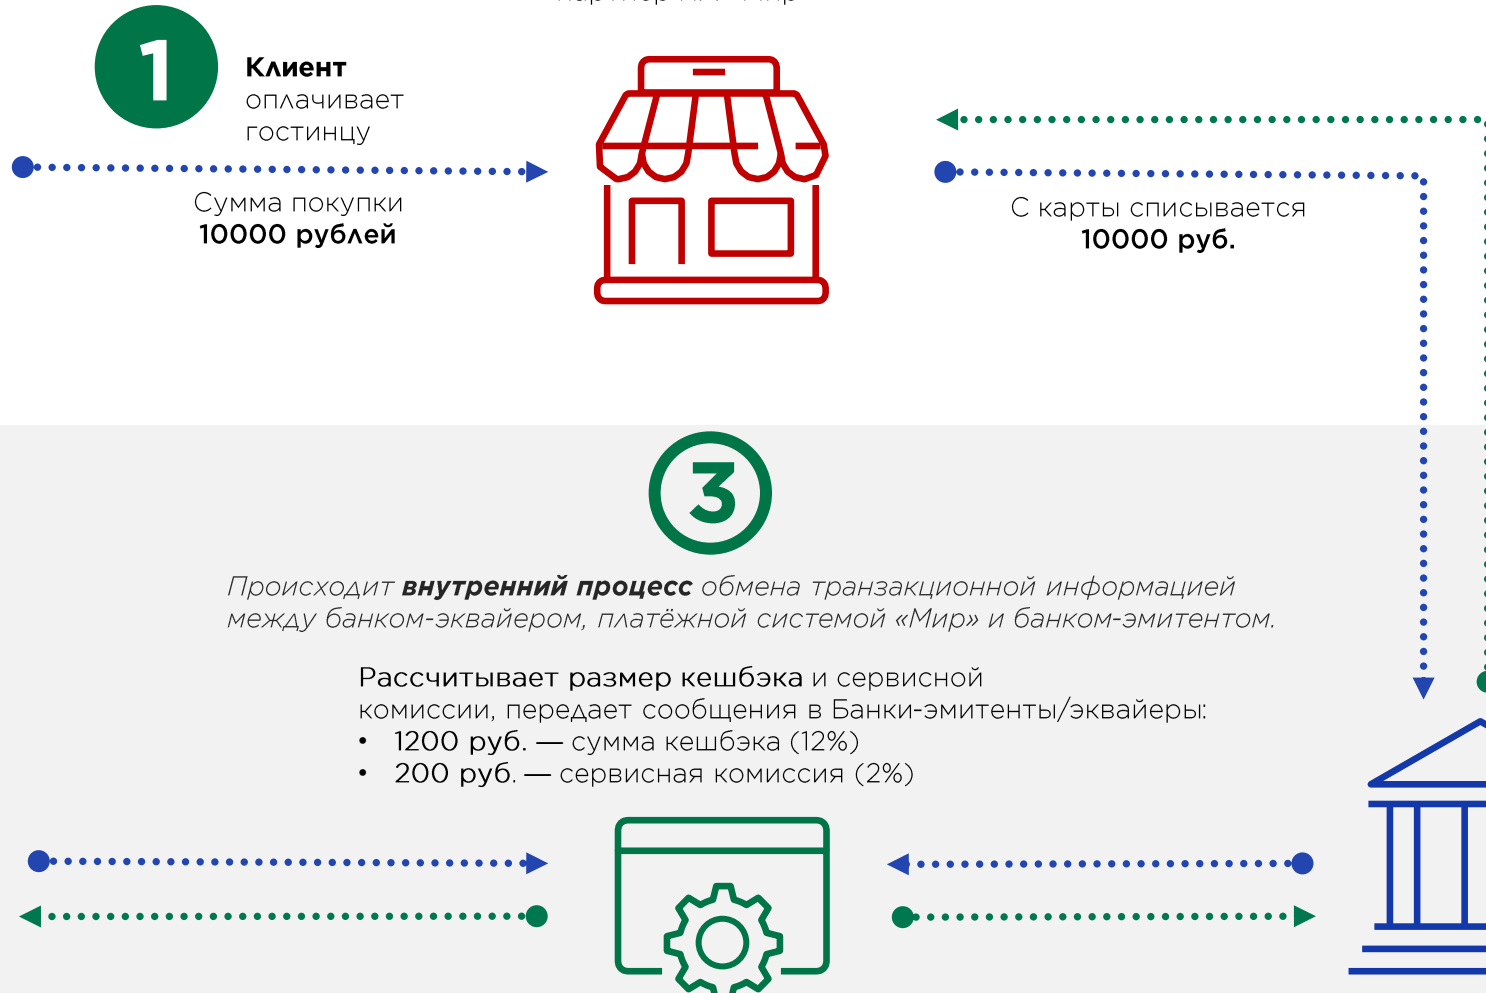 1
Клиент
оплачивает
гостинцу
Сумма покупки
10000 рублей
С карты списывается
10000 руб.
3
Происходит внутренний процесс обмена транзакционной информацией
между банком-эквайером, платёжной системой «Мир» и банком-эмитентом.
Рассчитывает размер кешбэка и сервисной
комиссии, передает сообщения в Банки-эмитенты/эквайеры:
• 1200 руб. — сумма кешбэка (12%)
• 200 руб. — сервисная комиссия (2%)